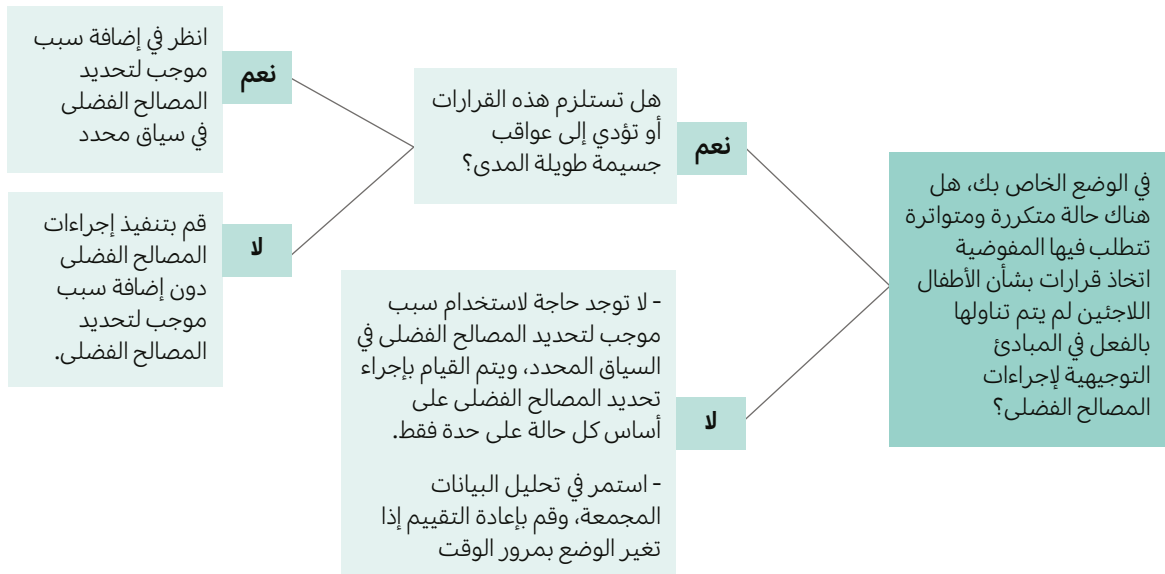 في الوضع الخاص بك، هل
هناك حالة متكررة ومتواترة
تتطلب فيها المفوضية
اتخاذ قرارات بشأن الأطفال
اللاجئين لم يتم تناولها
بالفعل في المبادئ
التوجيهية لإجراءات
المصالح الفضلى؟
نعم
هل تستلزم هذه القرارات
أو تؤدي إلى عواقب
جسيمة طويلة المدى؟
نعم
انظر في إضافة سبب
موجب لتحديد
المصالح الفضلى
في سياق محدد
لا
قم بتنفيذ إجراءات
المصالح الفضلى
دون إضافة سبب
موجب لتحديد
المصالح الفضلى.
لا
- لا توجد حاجة لاستخدام سبب
موجب لتحديد المصالح الفضلى في
السياق المحدد، ويتم القيام بإجراء
تحديد المصالح الفضلى على
أساس كل حالة على حدة فقط.
- استمر في تحليل البيانات
المجمعة، وقم بإعادة التقييم إذا
تغير الوضع بمرور الوقت